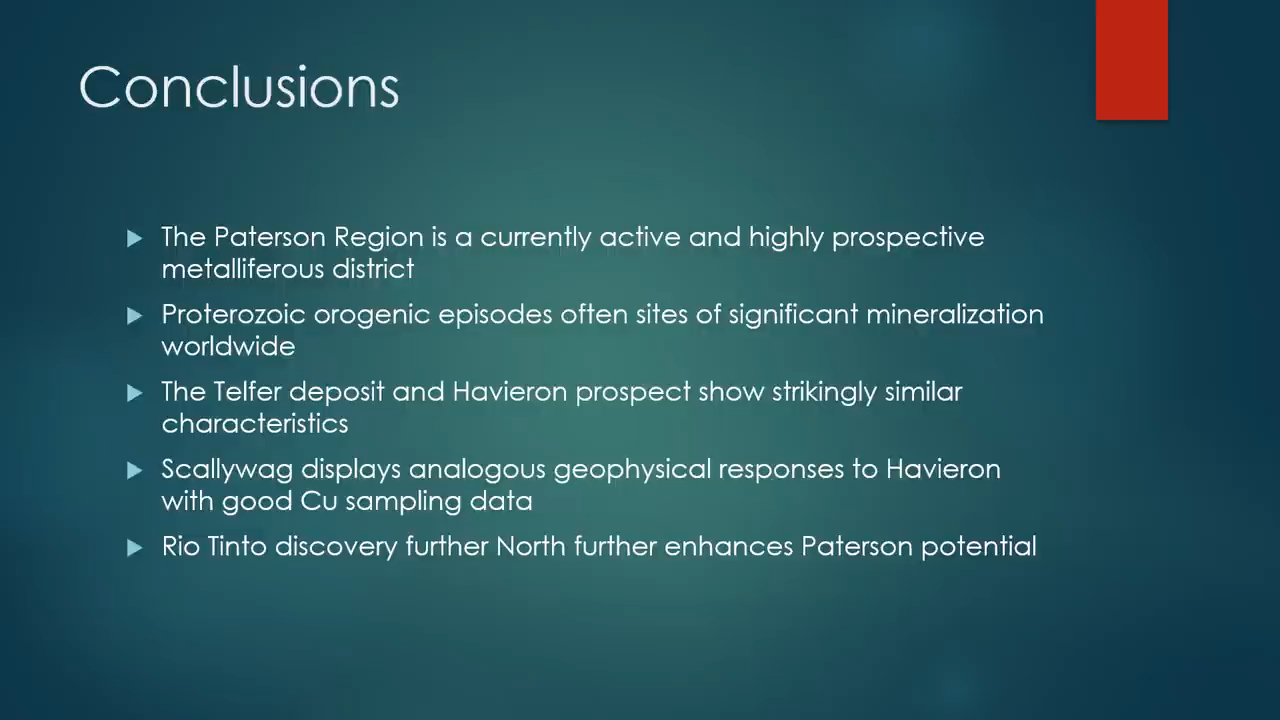 Conclusions
The Paterson Region is a currently active and highly prospective
metalliferous district
Proterozoic orogenic episodes often sites of significant mineralization
worldwide
The Telfer deposit and Havieron prospect show strikingly similar
characteristics
Scallywag displays analogous geophysical responses to Havieron
with good Cu sampling data
Rio Tinto discovery further North further enhances Paterson potential